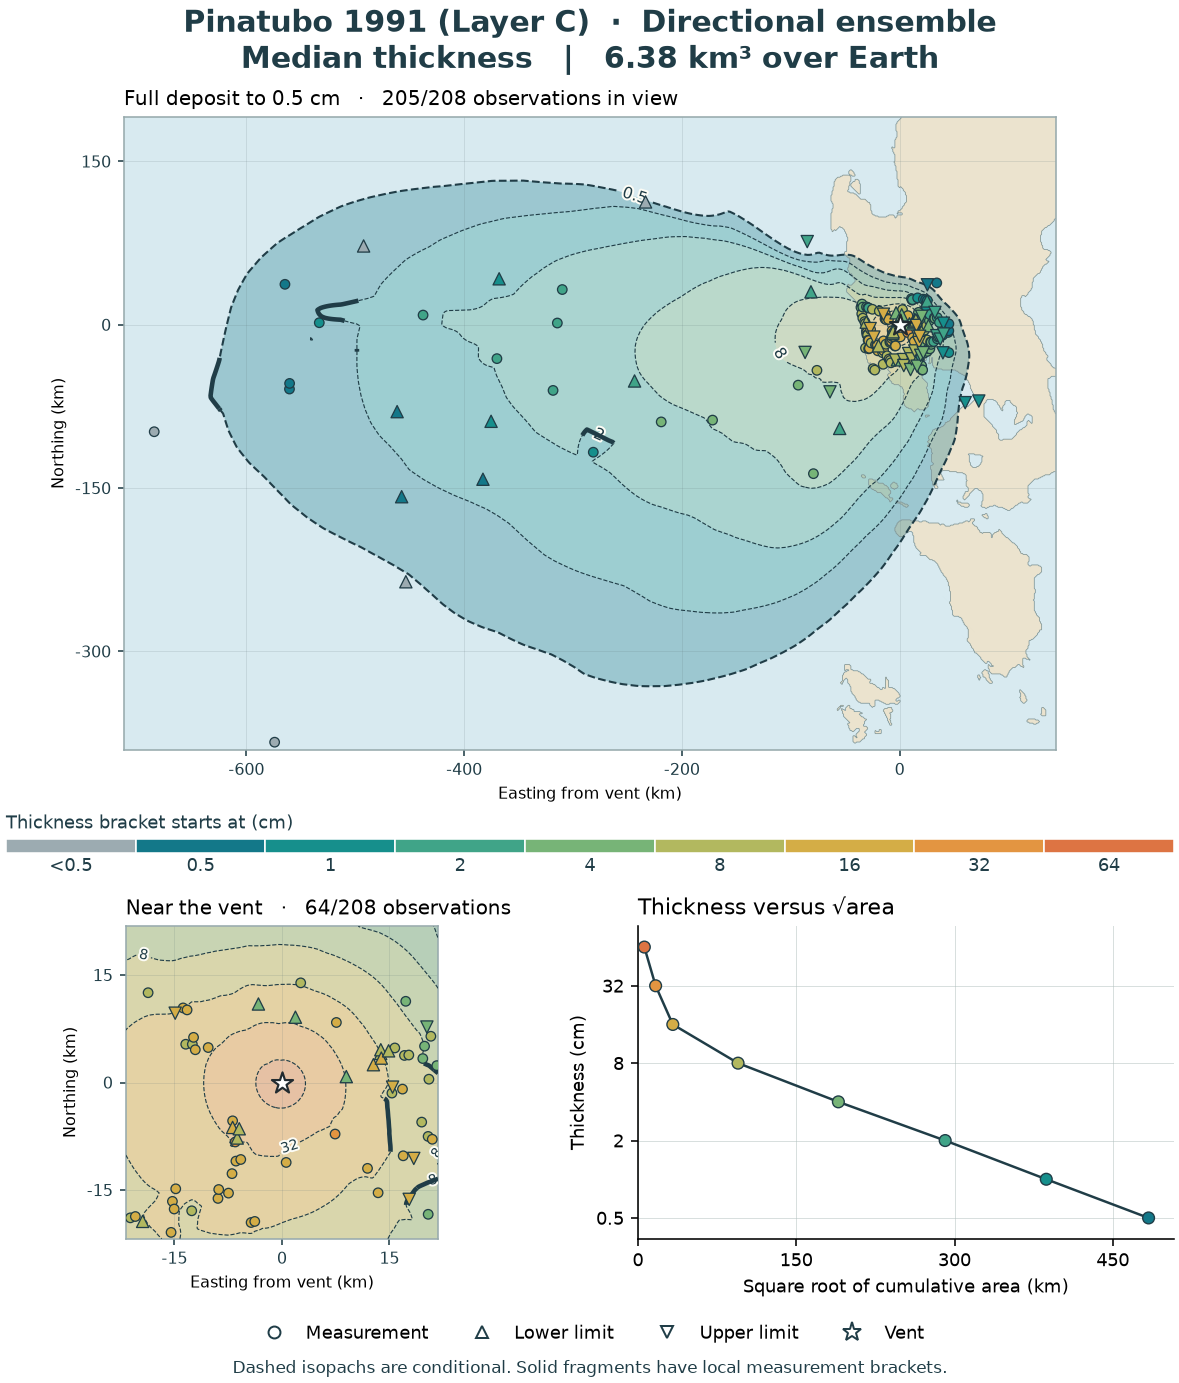 Pinatubo 1991 (Layer C)  ·  Directional ensemble
Median thickness   |   6.38 km³ over Earth
Full deposit to 0.5 cm   ·   205/208 observations in view
150
0
-150
-300
Northing (km)
0.5
8
2
-600
-400
-200
0
Easting from vent (km)
Thickness bracket starts at (cm)
<0.5
0.5
1
2
4
8
16
32
64
Near the vent   ·   64/208 observations
8
32
8
8
15
0
-15
Northing (km)
-15
0
15
Easting from vent (km)
Thickness versus √area
32
8
2
0.5
Thickness (cm)
0
150
300
450
Square root of cumulative area (km)
Measurement
Lower limit
Upper limit
Vent
Dashed isopachs are conditional. Solid fragments have local measurement brackets.